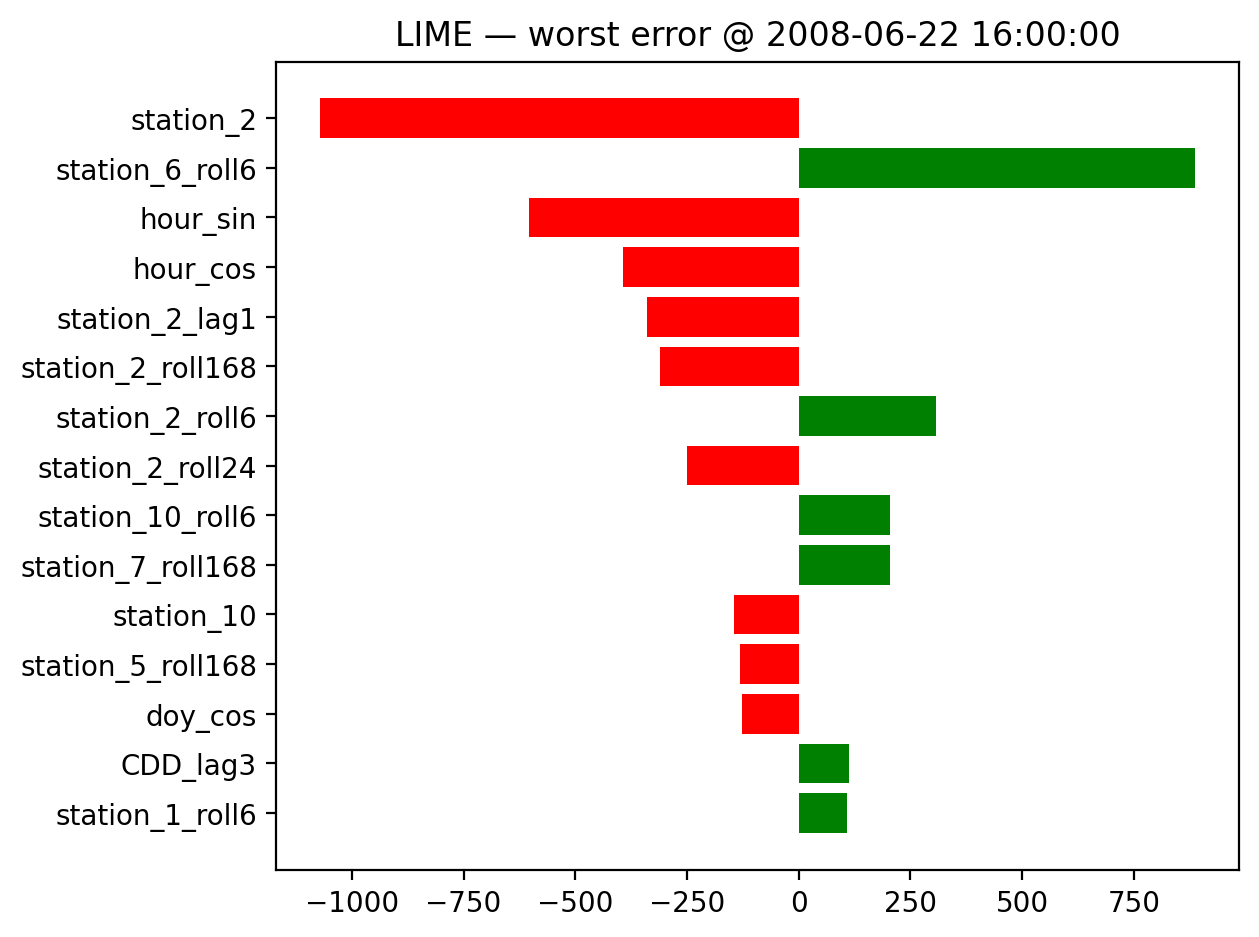 LIME — worst error @ 2008-06-22 16:00:00
station_2
station_6_roll6
hour_sin
hour_cos
station_2_lag1
station_2_roll168
station_2_roll6
station_2_roll24
station_10_roll6
station_7_roll168
station_10
station_5_roll168
doy_cos
CDD_lag3
station_1_roll6
−1000 −750 −500 −250 0 250 500 750